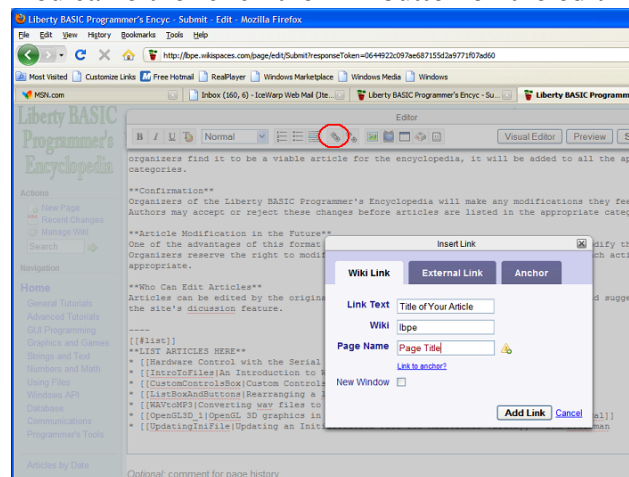 Liberty BASIC Programmer's Encyc - Submit - Edit - Mozilla Firefox
File Edit View History Bookmarks Tools Help
http://lbpe.wikispaces.com/page/edit/Submit?responseToken=0644922c097ae687155d2a9771f07ad60
Most Visited Customize Links Free Hotmail RealPlayer Windows Marketplace Windows Media Windows
MSN.com Inbox (160, 6) - IceWarp Web Mail (Jte... Liberty BASIC Programmer's Encyc - Su... Liberty BASIC Programm
Liberty BASIC
Programmer's
Encyclopedia
Actions
New Page
Recent Changes
Manage Wiki
Search
Navigation
Home
General Tutorials
Advanced Tutorials
GUI Programming
Graphics and Games
Strings and Text
Numbers and Math
Using Files
Windows API
Database
Communications
Programmer's Tools
Articles by Date
Editor
B I U Normal Visual Editor Preview S
organizers find it to be a viable article for the encyclopedia, it will be added to all the ap
categories.
**Confirmation**
Organizers of the Liberty BASIC Programmer's Encyclopedia will make any modifications they fee
Authors may accept or reject these changes before articles are listed in the appropriate categ
**Article Modification in the Future**
One of the advantages of this format dify th
Organizers reserve the right to modif ch acti
appropriate.
**Who Can Edit Articles**
Articles can be edited by the origina d sugge
the site's dicussion feature.
----
[[#list]]
**LIST ARTICLES HERE**
* [[Hardware Control with the Serial
* [[IntroToFiles|An Introduction to W
* [[CustomControlsBox|Custom Controls
* [[ListBoxAndButtons|Rearranging a l
* [[WAVtoMP3|Converting wav files to
* [[OpenGL3D_1|OpenGL 3D graphics in al]]
* [[UpdatingIniFile|Updating an Initi
Optional: comment for page history
Insert Link
Wiki Link External Link Anchor
Link Text Title of Your Article
Wiki lbpe
Page Name Page Title
Link to anchor?
New Window
Add Link Cancel